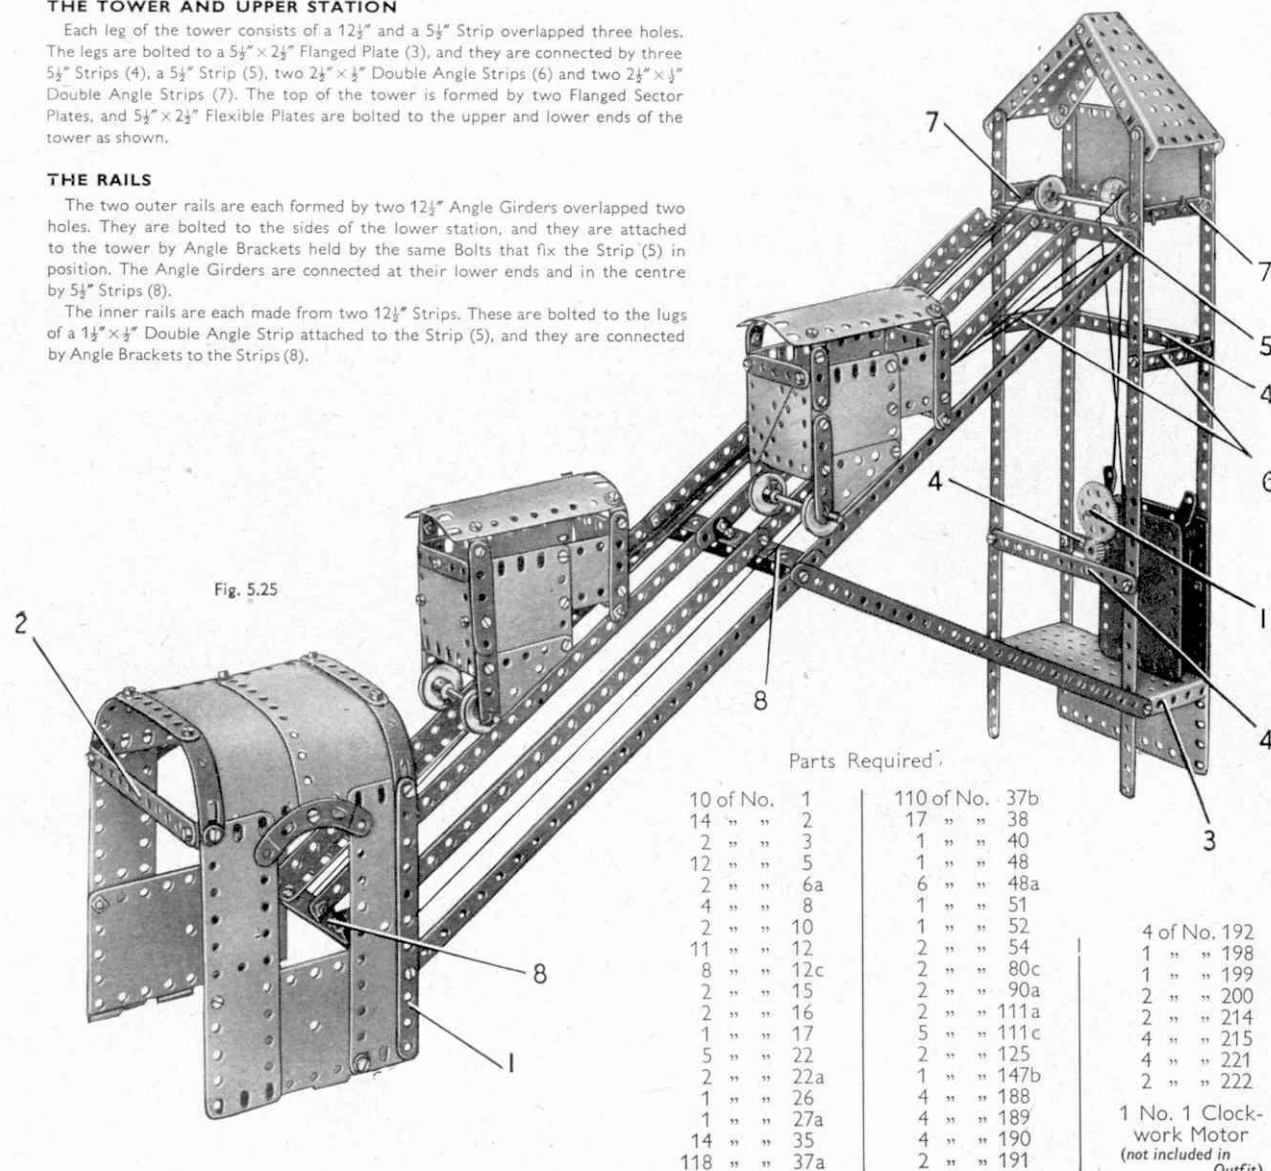 THE TOWER AND UPPER STATION
Each leg of the tower consists of a 12½″ and a 5½″ Strip overlapped three holes.
The legs are bolted to a 5½″×2½″ Flanged Plate (3), and they are connected by three
5½″ Strips (4), a 5½″ Strip (5), two 2½″×½″ Double Angle Strips (6) and two 2½″×½″
Double Angle Strips (7). The top of the tower is formed by two Flanged Sector
Plates, and 5½″×2½″ Flexible Plates are bolted to the upper and lower ends of the
tower as shown.
THE RAILS
The two outer rails are each formed by two 12½″ Angle Girders overlapped two
holes. They are bolted to the sides of the lower station, and they are attached
to the tower by Angle Brackets held by the same Bolts that fix the Strip (5) in
position. The Angle Girders are connected at their lower ends and in the centre
by 5½″ Strips (8).
The inner rails are each made from two 12½″ Strips. These are bolted to the lugs
of a 1½″×½″ Double Angle Strip attached to the Strip (5), and they are connected
by Angle Brackets to the Strips (8).
7
7
5
4
6
4
1
Fig. 5.25
2
8
4
3
8
1
Parts Required
10 of No. 1
14 „ „ 2
2 „ „ 3
12 „ „ 5
2 „ „ 6a
4 „ „ 8
2 „ „ 10
11 „ „ 12
8 „ „ 12c
2 „ „ 15
2 „ „ 16
1 „ „ 17
5 „ „ 22
2 „ „ 22a
1 „ „ 26
1 „ „ 27a
14 „ „ 35
118 „ „ 37a
110 of No. 37b
17 „ „ 38
1 „ „ 40
1 „ „ 48
6 „ „ 48a
1 „ „ 51
1 „ „ 52
2 „ „ 54
2 „ „ 80c
2 „ „ 90a
2 „ „ 111a
5 „ „ 111c
2 „ „ 125
1 „ „ 147b
4 „ „ 188
4 „ „ 189
4 „ „ 190
2 „ „ 191
4 of No. 192
1 „ „ 198
1 „ „ 199
2 „ „ 200
2 „ „ 214
4 „ „ 215
4 „ „ 221
2 „ „ 222
1 No. 1 Clock-
work Motor
(not included in
Outfit)